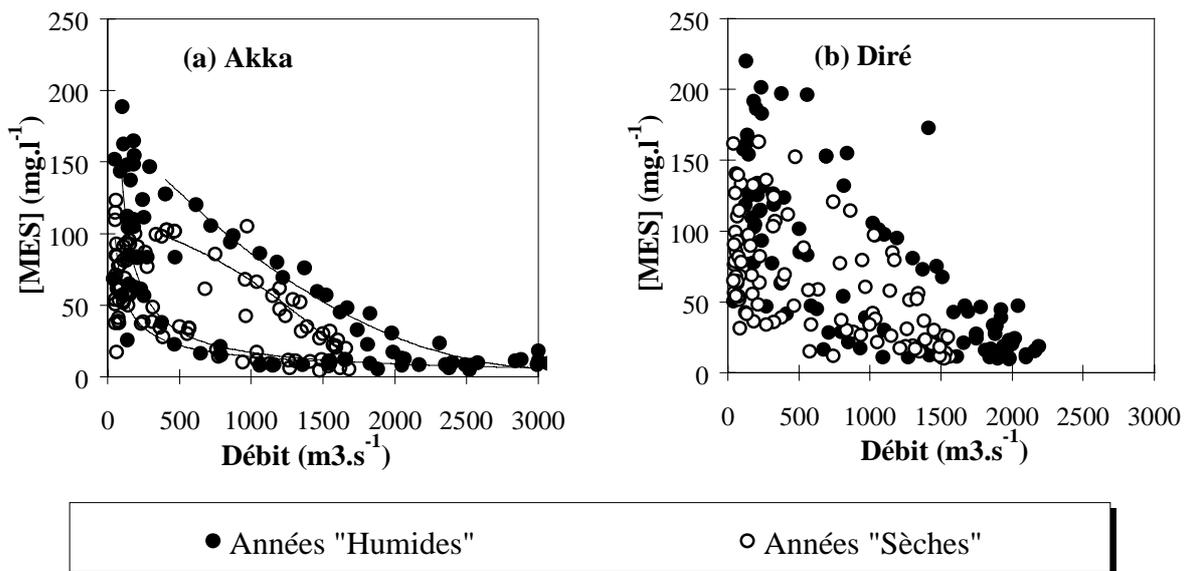 (a) Akka
[MES] (mg.l-1)
250
200
150
100
50
0
0 500 1000 1500 2000 2500 3000
Débit (m3.s-1)
(b) Diré
[MES] (mg.l-1)
250
200
150
100
50
0
0 500 1000 1500 2000 2500 3000
Débit (m3.s-1)
Années "Humides"
Années "Sèches"